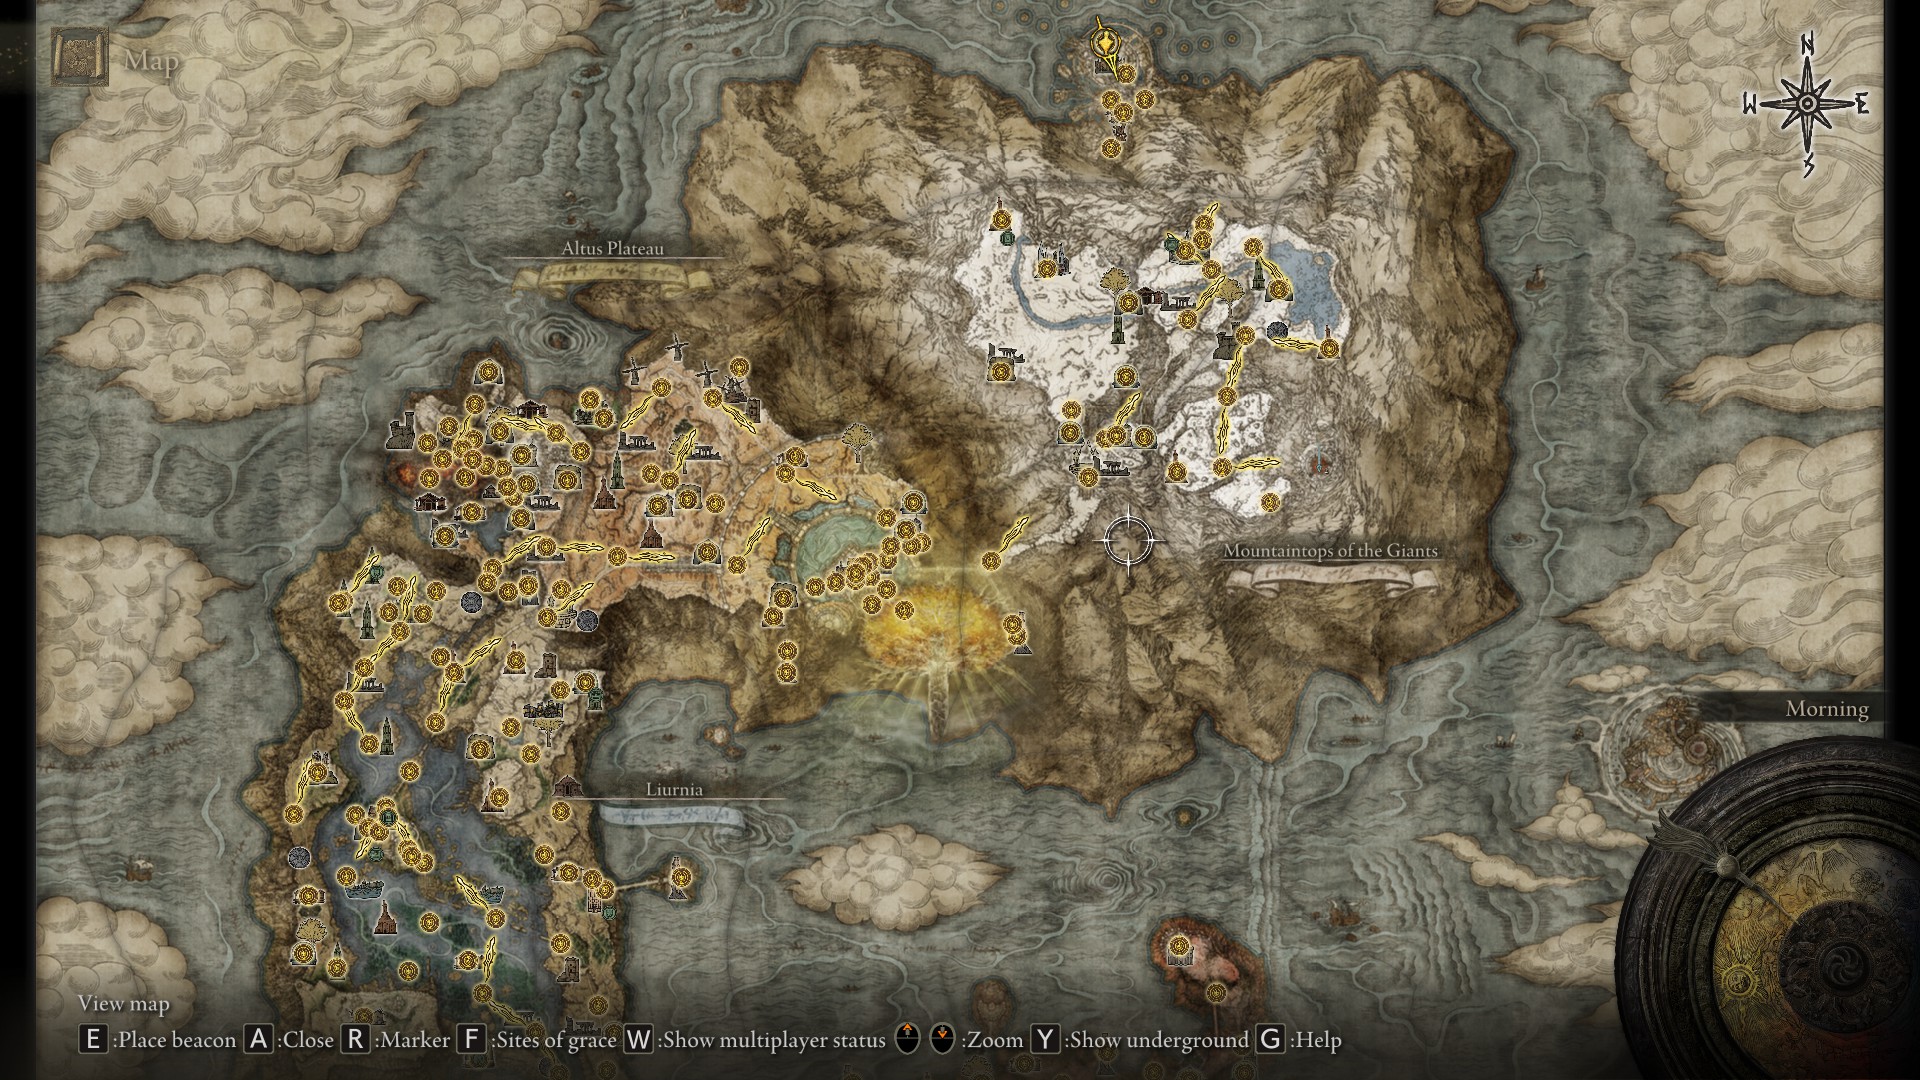 Map
N
W E
S
Altus Plateau
Mountaintops of the Giants
Morning
Liurnia
View map
E :Place beacon A :Close R :Marker F :Sites of grace W :Show multiplayer status :Zoom Y :Show underground G :Help